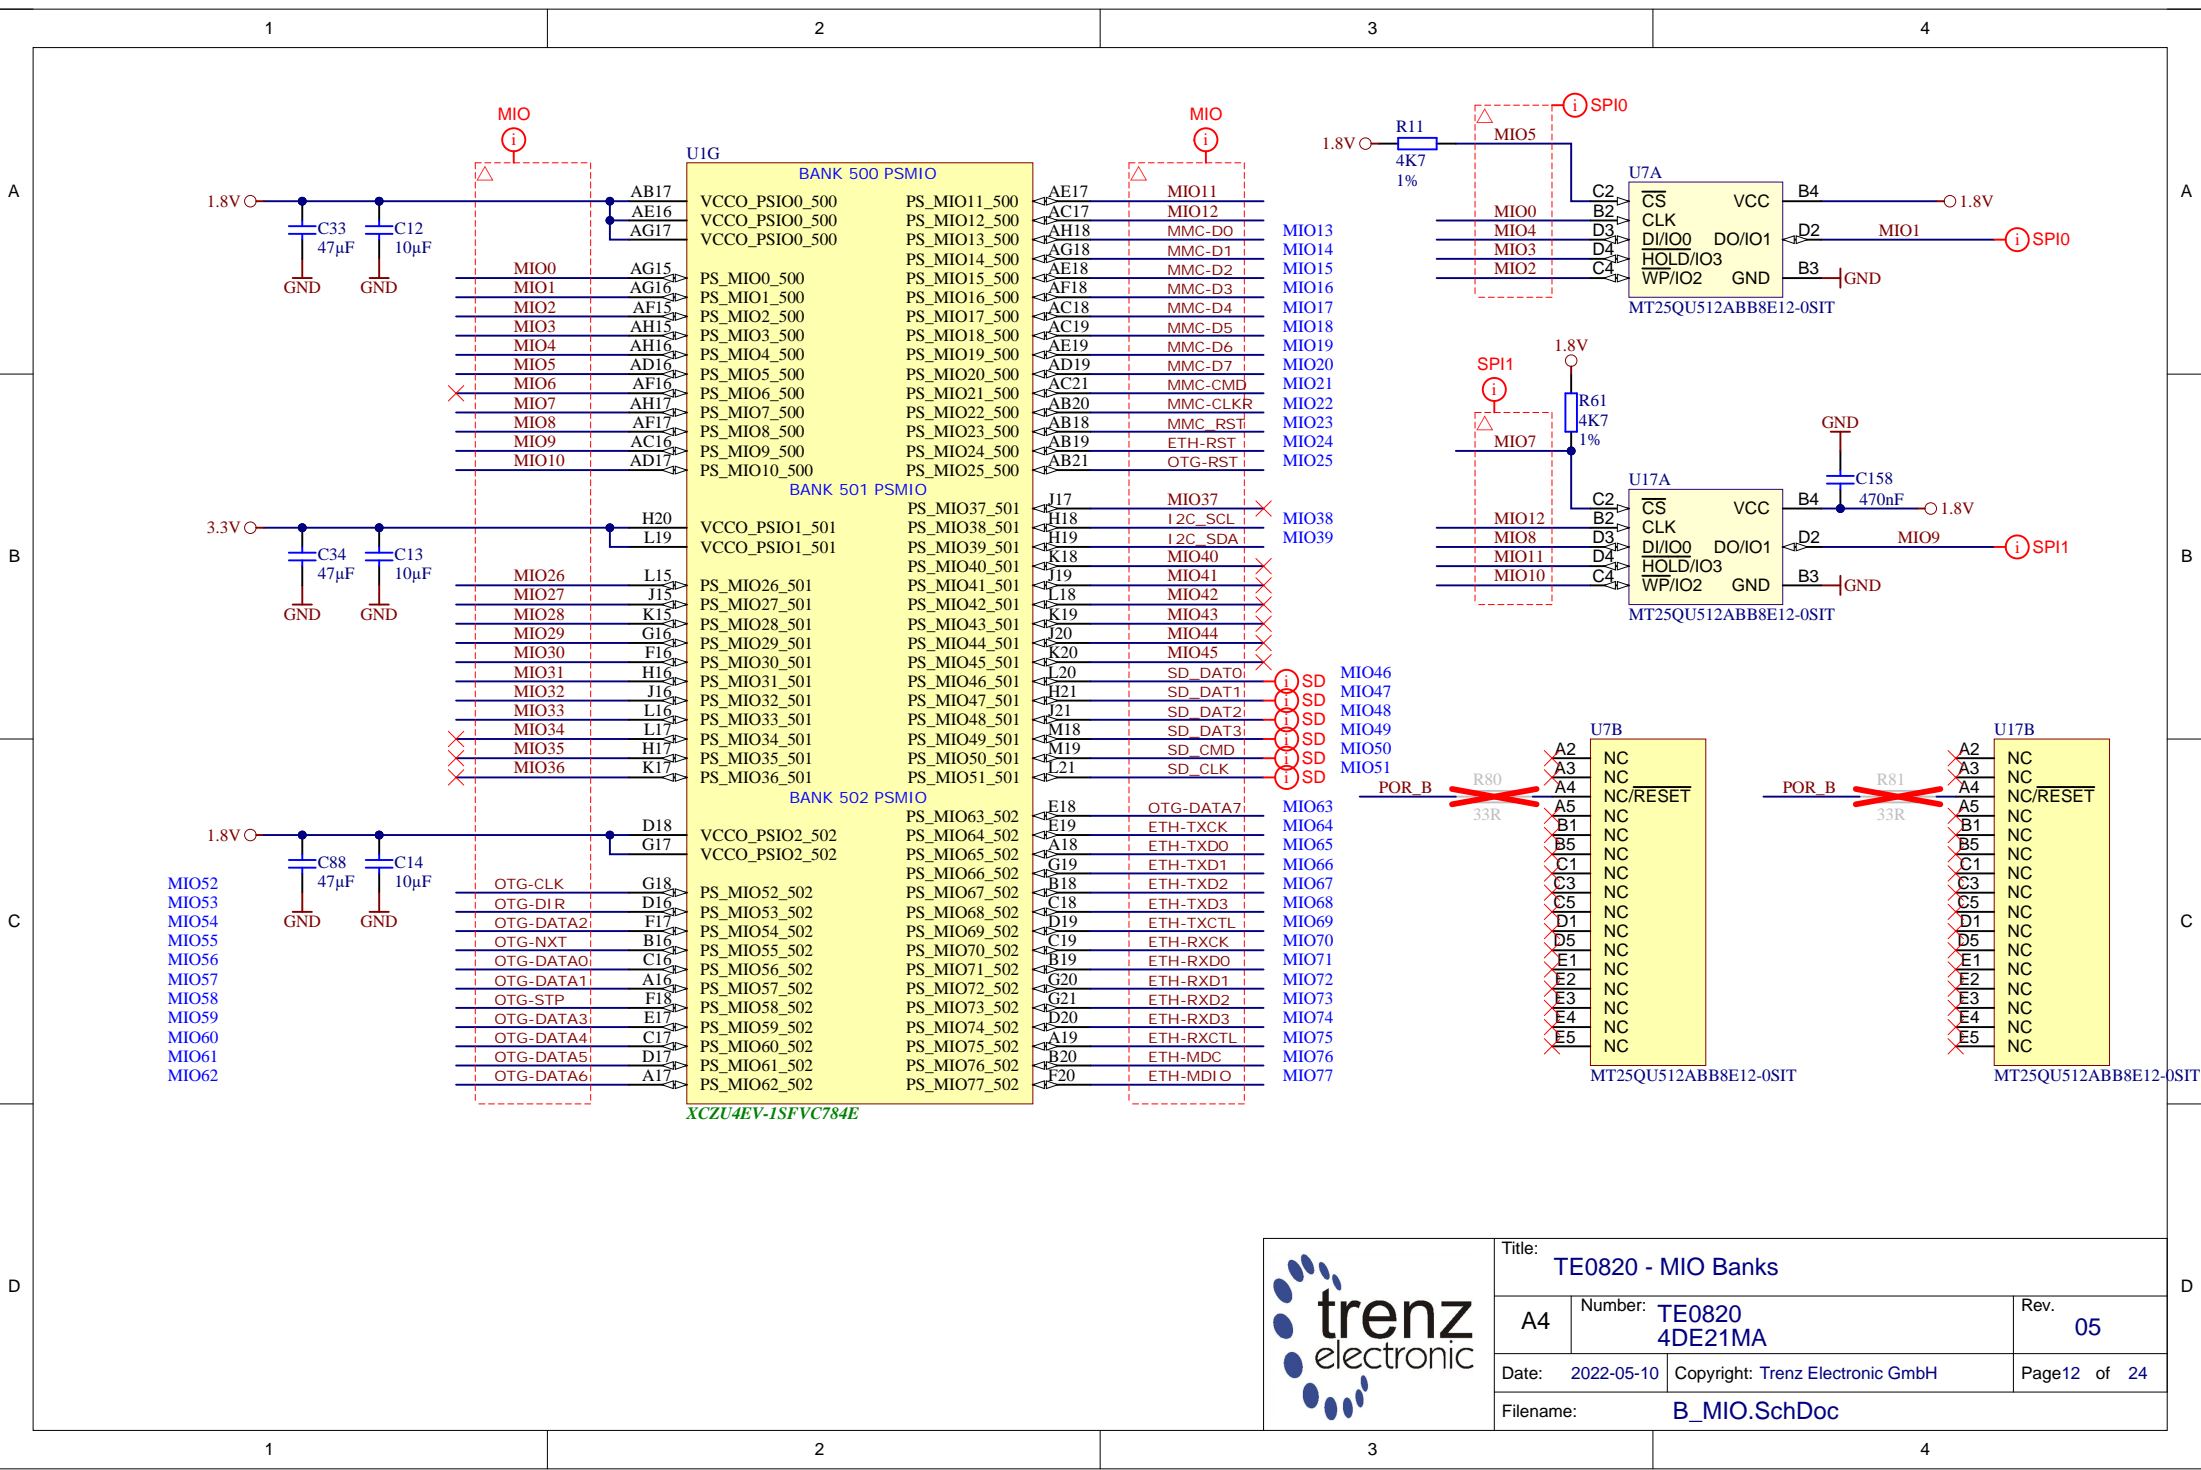 1 2 3 4
A
B
C
D
A
B
C
D
1.8V
C33
47µF
C12
10µF
GND GND
MIO
U1G
BANK 500 PSMIO
AB17 VCCO_PSIO0_500
AE16 VCCO_PSIO0_500
AG17 VCCO_PSIO0_500
MIO0 AG15 PS_MIO0_500
MIO1 AG16 PS_MIO1_500
MIO2 AF15 PS_MIO2_500
MIO3 AH15 PS_MIO3_500
MIO4 AH16 PS_MIO4_500
MIO5 AD16 PS_MIO5_500
MIO6 AF16 PS_MIO6_500
MIO7 AH17 PS_MIO7_500
MIO8 AF17 PS_MIO8_500
MIO9 AC16 PS_MIO9_500
MIO10 AD17 PS_MIO10_500
MIO
PS_MIO11_500 AE17 MIO11
PS_MIO12_500 AC17 MIO12
PS_MIO13_500 AH18 MMC-D0 MIO13
PS_MIO14_500 AG18 MMC-D1 MIO14
PS_MIO15_500 AE18 MMC-D2 MIO15
PS_MIO16_500 AF18 MMC-D3 MIO16
PS_MIO17_500 AC18 MMC-D4 MIO17
PS_MIO18_500 AC19 MMC-D5 MIO18
PS_MIO19_500 AE19 MMC-D6 MIO19
PS_MIO20_500 AD19 MMC-D7 MIO20
PS_MIO21_500 AC21 MMC-CMD MIO21
PS_MIO22_500 AB20 MMC-CLKR MIO22
PS_MIO23_500 AB18 MMC_RST MIO23
PS_MIO24_500 AB19 ETH-RST MIO24
PS_MIO25_500 AB21 OTG-RST MIO25
BANK 501 PSMIO
3.3V
C34
47µF
C13
10µF
GND GND
H20 VCCO_PSIO1_501
L19 VCCO_PSIO1_501
MIO26 L15 PS_MIO26_501
MIO27 J15 PS_MIO27_501
MIO28 K15 PS_MIO28_501
MIO29 G16 PS_MIO29_501
MIO30 F16 PS_MIO30_501
MIO31 H16 PS_MIO31_501
MIO32 J16 PS_MIO32_501
MIO33 L16 PS_MIO33_501
MIO34 L17 PS_MIO34_501
MIO35 H17 PS_MIO35_501
MIO36 K17 PS_MIO36_501
PS_MIO37_501 J17 MIO37
PS_MIO38_501 H18 I2C_SCL MIO38
PS_MIO39_501 H19 I2C_SDA MIO39
PS_MIO40_501 K18 MIO40
PS_MIO41_501 J19 MIO41
PS_MIO42_501 L18 MIO42
PS_MIO43_501 K19 MIO43
PS_MIO44_501 J20 MIO44
PS_MIO45_501 K20 MIO45
PS_MIO46_501 L20 SD_DAT0 SD MIO46
PS_MIO47_501 H21 SD_DAT1 SD MIO47
PS_MIO48_501 J21 SD_DAT2 SD MIO48
PS_MIO49_501 M18 SD_DAT3 SD MIO49
PS_MIO50_501 M19 SD_CMD SD MIO50
PS_MIO51_501 L21 SD_CLK SD MIO51
BANK 502 PSMIO
1.8V
C88
47µF
C14
10µF
GND GND
D18 VCCO_PSIO2_502
G17 VCCO_PSIO2_502
MIO52 OTG-CLK G18 PS_MIO52_502
MIO53 OTG-DIR D16 PS_MIO53_502
MIO54 OTG-DATA2 F17 PS_MIO54_502
MIO55 OTG-NXT B16 PS_MIO55_502
MIO56 OTG-DATA0 C16 PS_MIO56_502
MIO57 OTG-DATA1 A16 PS_MIO57_502
MIO58 OTG-STP F18 PS_MIO58_502
MIO59 OTG-DATA3 E17 PS_MIO59_502
MIO60 OTG-DATA4 C17 PS_MIO60_502
MIO61 OTG-DATA5 D17 PS_MIO61_502
MIO62 OTG-DATA6 A17 PS_MIO62_502
PS_MIO63_502 E18 OTG-DATA7 MIO63
PS_MIO64_502 E19 ETH-TXCK MIO64
PS_MIO65_502 A18 ETH-TXD0 MIO65
PS_MIO66_502 G19 ETH-TXD1 MIO66
PS_MIO67_502 B18 ETH-TXD2 MIO67
PS_MIO68_502 C18 ETH-TXD3 MIO68
PS_MIO69_502 D19 ETH-TXCTL MIO69
PS_MIO70_502 C19 ETH-RXCK MIO70
PS_MIO71_502 B19 ETH-RXD0 MIO71
PS_MIO72_502 G20 ETH-RXD1 MIO72
PS_MIO73_502 G21 ETH-RXD2 MIO73
PS_MIO74_502 D20 ETH-RXD3 MIO74
PS_MIO75_502 A19 ETH-RXCTL MIO75
PS_MIO76_502 B20 ETH-MDC MIO76
PS_MIO77_502 F20 ETH-MDIO MIO77
XCZU4EV-1SFVC784E
SPI0
1.8V
R11
4K7
1%
MIO5
U7A
C2 CS VCC B4 1.8V
MIO0 B2 CLK
MIO4 D3 DI/IO0 DO/IO1 D2 MIO1 SPI0
MIO3 D4 HOLD/IO3
MIO2 C4 WP/IO2 GND B3 GND
MT25QU512ABB8E12-0SIT
1.8V
SPI1
R61
4K7
1%
MIO7
GND
C158
470nF
U17A
C2 CS VCC B4 1.8V
MIO12 B2 CLK
MIO8 D3 DI/IO0 DO/IO1 D2 MIO9 SPI1
MIO11 D4 HOLD/IO3
MIO10 C4 WP/IO2 GND B3 GND
MT25QU512ABB8E12-0SIT
U7B
POR_B
R80
33R
A2 NC
A3 NC
A4 NC/RESET
A5 NC
B1 NC
B5 NC
C1 NC
C3 NC
C5 NC
D1 NC
D5 NC
E1 NC
E2 NC
E3 NC
E4 NC
E5 NC
MT25QU512ABB8E12-0SIT
U17B
POR_B
R81
33R
A2 NC
A3 NC
A4 NC/RESET
A5 NC
B1 NC
B5 NC
C1 NC
C3 NC
C5 NC
D1 NC
D5 NC
E1 NC
E2 NC
E3 NC
E4 NC
E5 NC
MT25QU512ABB8E12-0SIT
trenz
electronic
Title: TE0820 - MIO Banks
A4
Number: TE0820
4DE21MA
Rev. 05
Date: 2022-05-10
Copyright: Trenz Electronic GmbH
Page12 of 24
Filename: B_MIO.SchDoc
1 2 3 4